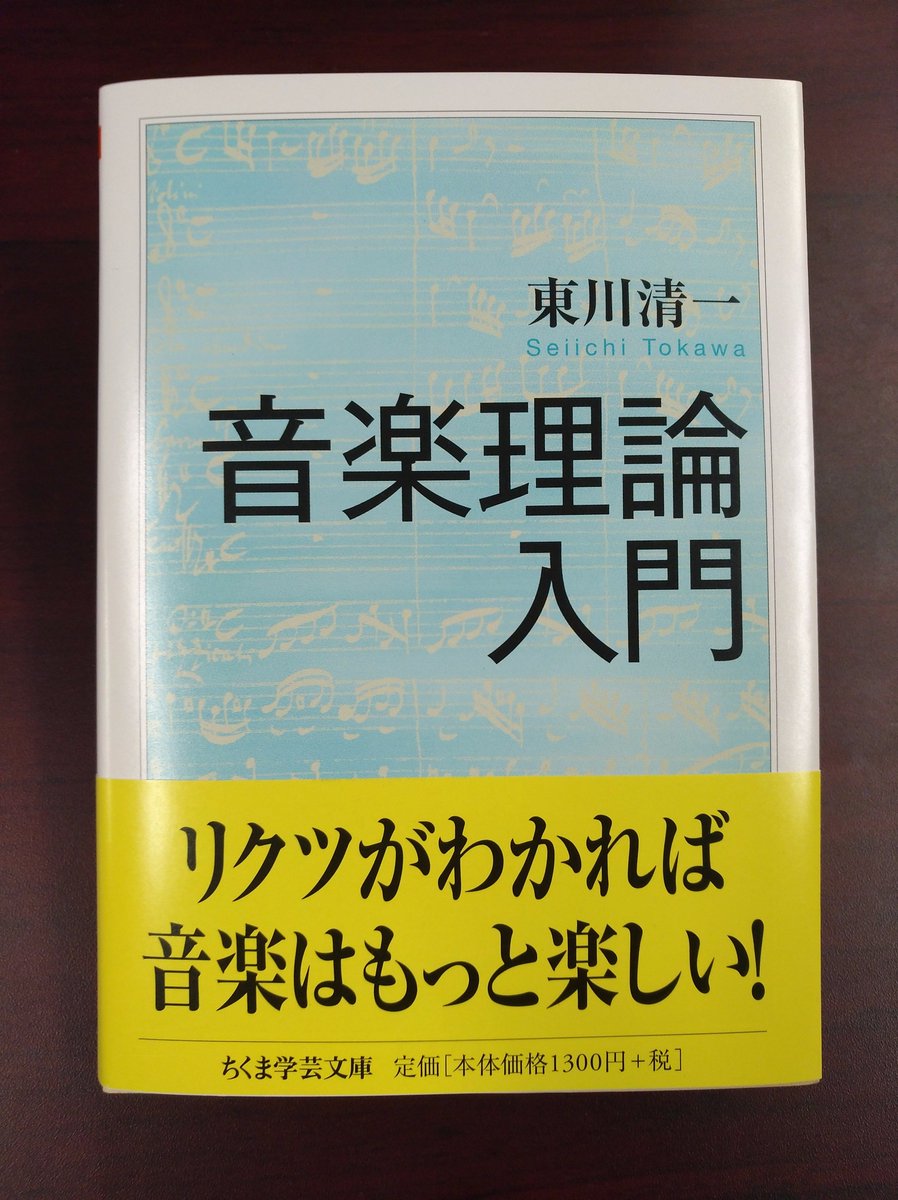 東川清一
Seiichi Tokawa
音楽理論
入門
リクツがわかれば
音楽はもっと楽しい!
ちくま学芸文庫 定価[本体価格1300円+税]